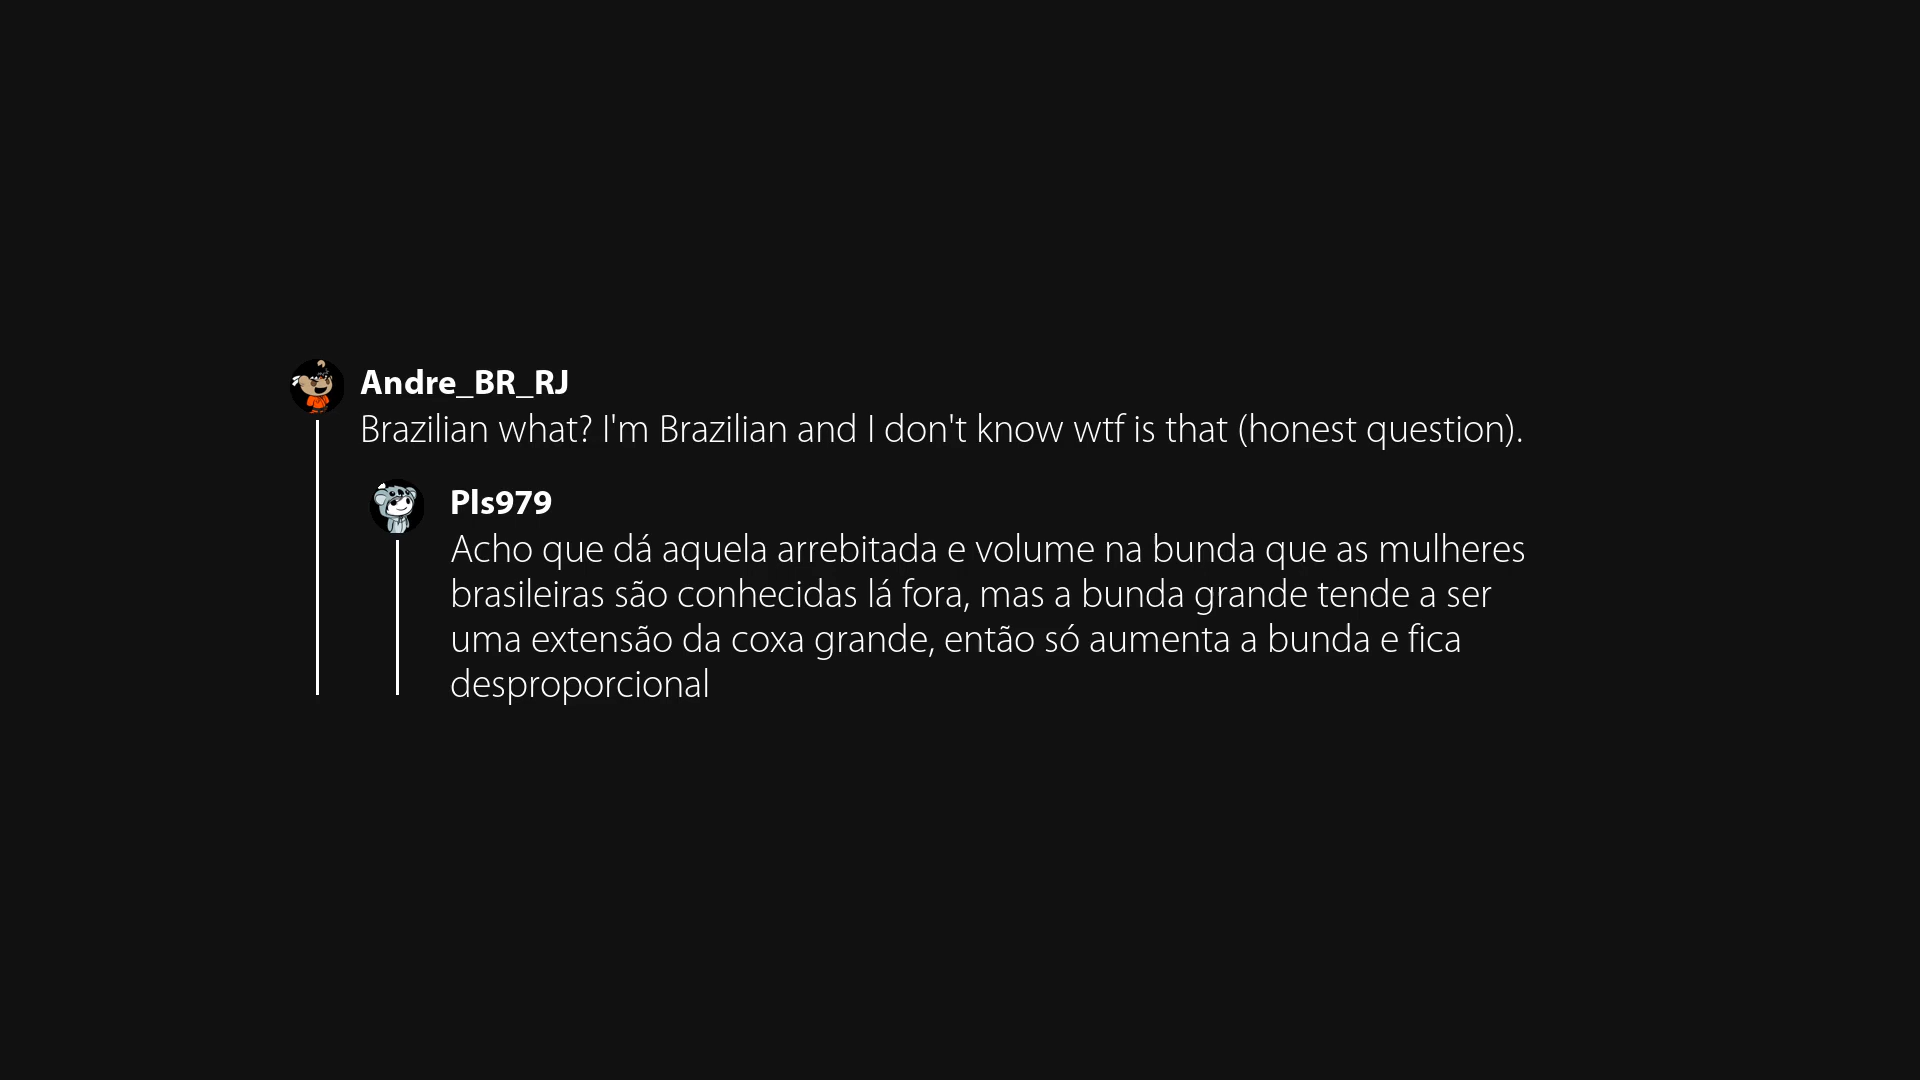 Andre_BR_RJ
Brazilian what? I'm Brazilian and I don't know wtf is that (honest question).
Pls979
Acho que dá aquela arrebitada e volume na bunda que as mulheres
brasileiras são conhecidas lá fora, mas a bunda grande tende a ser
uma extensão da coxa grande, então só aumenta a bunda e fica
desproporcional